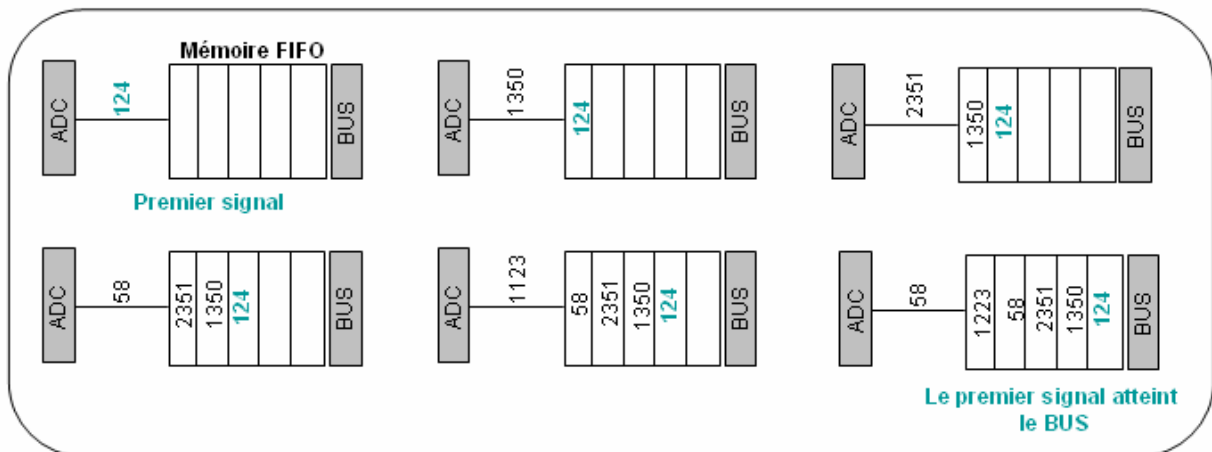 Mémoire FIFO
ADC
124
BUS
Premier signal
ADC
1350
124
BUS
ADC
2351
1350
124
BUS
ADC
58
2351
1350
124
BUS
ADC
1123
58
2351
1350
124
BUS
ADC
58
1223
58
2351
1350
124
BUS
Le premier signal atteint
le BUS